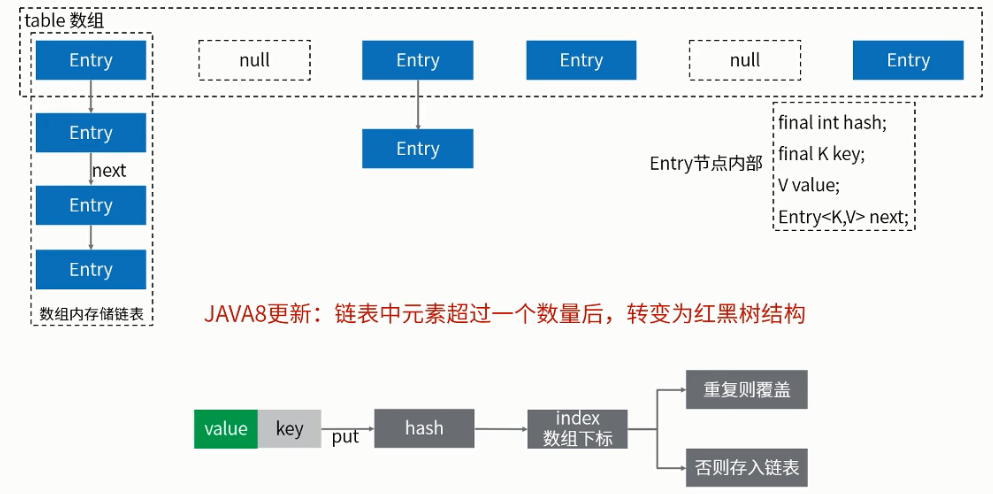 table 数组
Entry
null
Entry
Entry
null
Entry
Entry
next
Entry
Entry
数组内存储链表
Entry
Entry节点内部
final int hash;
final K key;
V value;
Entry<K,V> next;
JAVA8更新：链表中元素超过一个数量后，转变为红黑树结构
value
key
put
hash
index
数组下标
重复则覆盖
否则存入链表